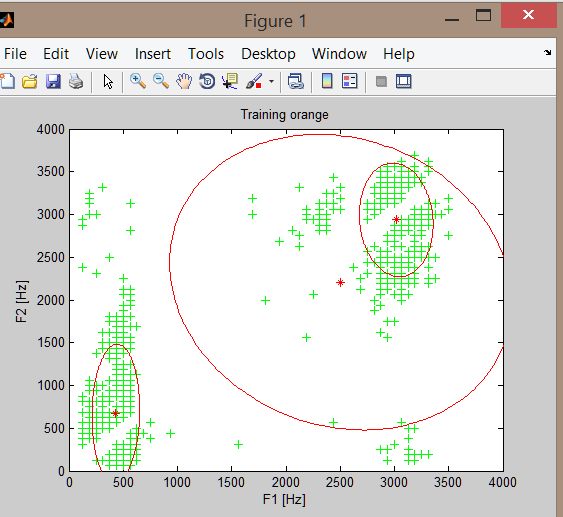 Figure 1
File Edit View Insert Tools Desktop Window Help
Training orange
4000
3500
3000
2500
2000
1500
1000
500
0
F2 [Hz]
0 500 1000 1500 2000 2500 3000 3500 4000
F1 [Hz]